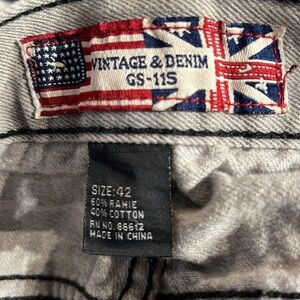 VINTAGE & DENIM
GS-115
SIZE:42
60% RAMIE
40% COTTON
RN NO. 86612
MADE IN CHINA